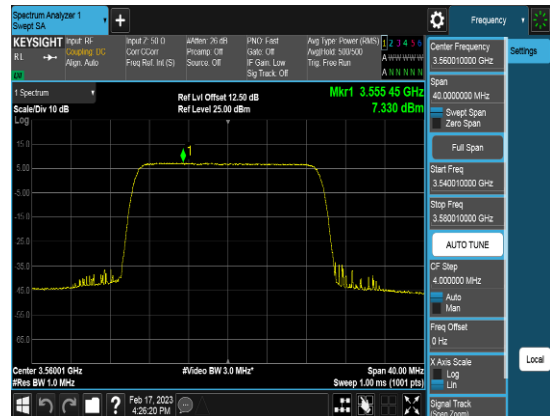 Spectrum Analyzer 1
Swept SA
+
Frequency
KEYSIGHT
Input: RF
Coupling: DC
Align: Auto
Input Z: 50 Ω
Corr CCorr
Freq Ref: Int (S)
#Atten: 26 dB
Preamp: Off
Source: Off
PNO: Fast
Gate: Off
IF Gain: Low
Sig Track: Off
Avg Type: Power (RMS)
Avg|Hold: 500/500
Trig: Free Run
1 2 3 4 5 6
A W W W W W
A N N N N N
RL
1 Spectrum
Scale/Div 10 dB
Log
Ref Lvl Offset 12.50 dB
Ref Level 25.00 dBm
Mkr1 3.555 45 GHz
7.330 dBm
1
15.0
5.00
-5.00
-15.0
-25.0
-35.0
-45.0
-55.0
-65.0
Center 3.56001 GHz
#Res BW 1.0 MHz
#Video BW 3.0 MHz*
Span 40.00 MHz
Sweep 1.00 ms (1001 pts)
Feb 17, 2023
4:26:20 PM
?
Center Frequency
3.560010000 GHz
Span
40.0000000 MHz
Swept Span
Zero Span
Full Span
Start Freq
3.540010000 GHz
Stop Freq
3.580010000 GHz
AUTO TUNE
CF Step
4.000000 MHz
Auto
Man
Freq Offset
0 Hz
X Axis Scale
Log
Lin
Signal Track
(Span Zoom)
Settings
Local